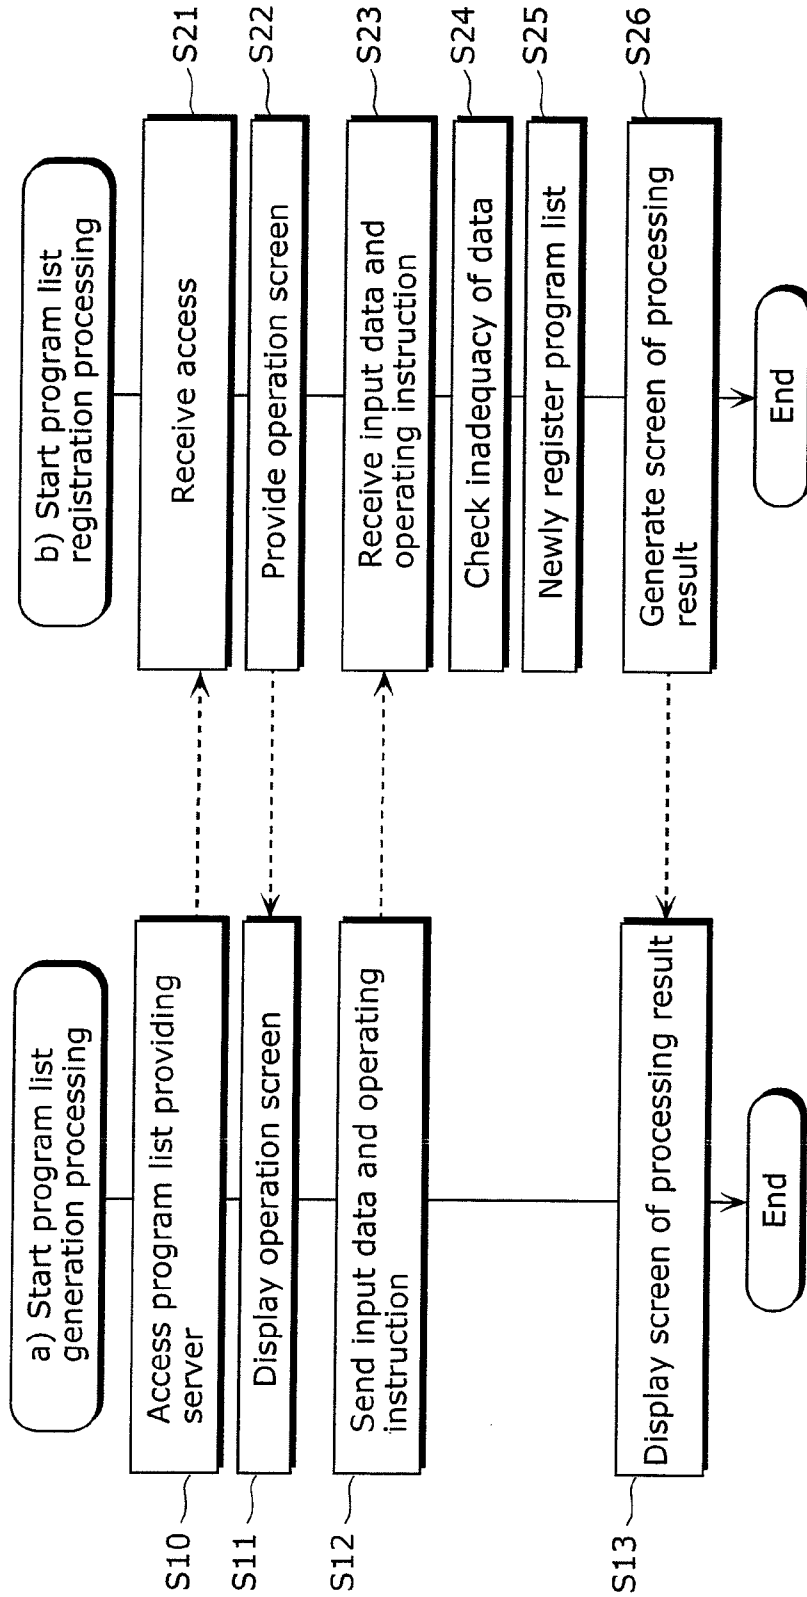 a) Start program list
generation processing
S10
Access program list providing
server
S11
Display operation screen
S12
Send input data and operating
instruction
S13
Display screen of processing result
End
b) Start program list
registration processing
Receive access
S21
Provide operation screen
S22
Receive input data and
operating instruction
S23
Check inadequacy of data
S24
Newly register program list
S25
Generate screen of processing
result
S26
End